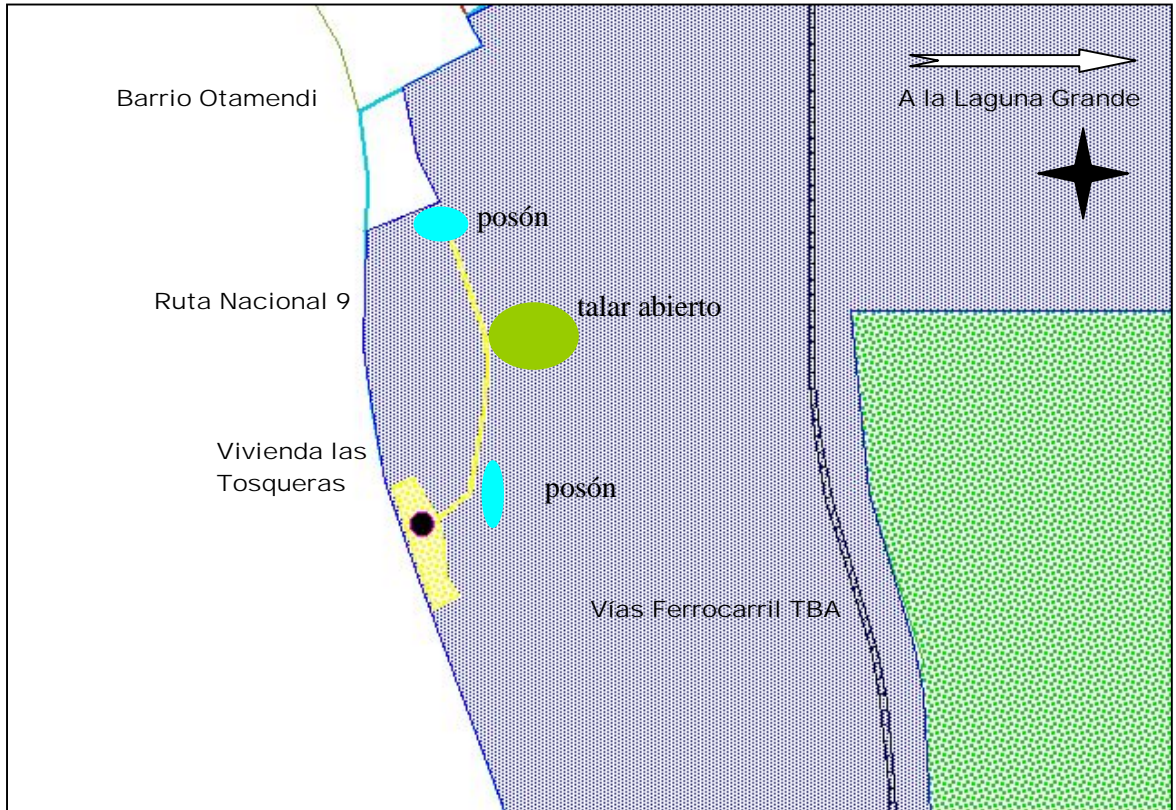 Barrio Otamendi
A la Laguna Grande
posón
Ruta Nacional 9
talar abierto
Vivienda las
Tosqueras
posón
Vías Ferrocarril TBA